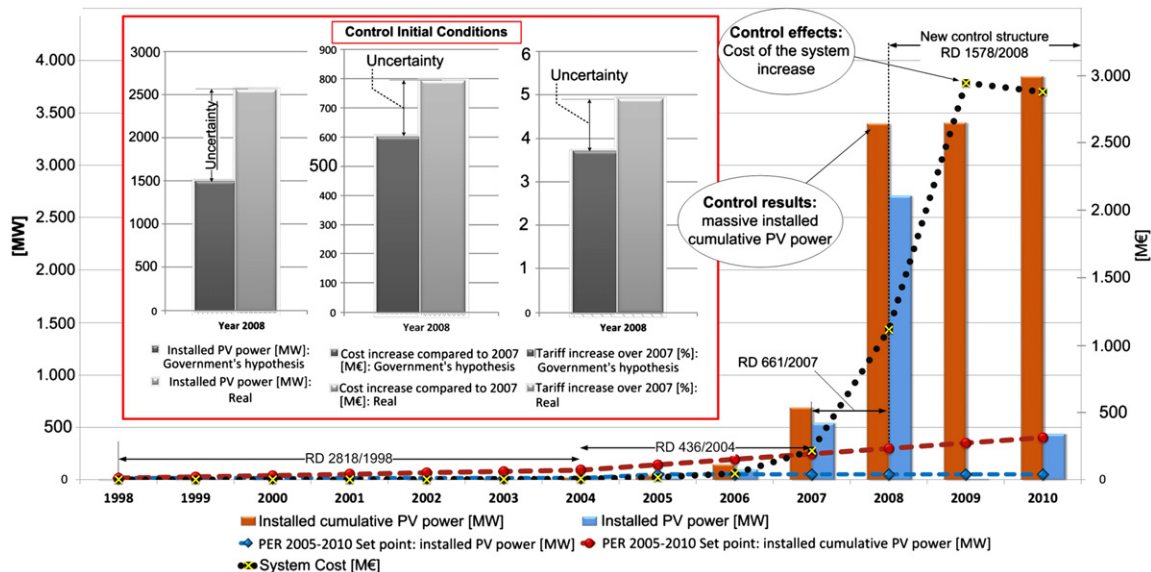 Control Initial Conditions
3000
2500
2000
1500
1000
500
0
Uncertainty
Year 2008
900
800
700
600
500
400
300
200
100
0
Uncertainty
Year 2008
6
5
4
3
2
1
0
Uncertainty
Year 2008
Installed PV power [MW]:
Government's hypothesis
Installed PV power [MW]:
Real
Cost increase compared to 2007
[M€]: Government's hypothesis
Cost increase compared to 2007
[M€]: Real
Tariff increase over 2007 [%]:
Government's hypothesis
Tariff increase over 2007 [%]:
Real
Control effects:
Cost of the system
increase
New control structure
RD 1578/2008
Control results:
massive installed
cumulative PV power
RD 661/2007
RD 436/2004
RD 2818/1998
[MW]
4.000
3.500
3.000
2.500
2.000
1.500
1.000
500
0
[M€]
3.000
2.500
2.000
1.500
1.000
500
0
1998 1999 2000 2001 2002 2003 2004 2005 2006 2007 2008 2009 2010
Installed cumulative PV power [MW]
Installed PV power [MW]
PER 2005-2010 Set point: installed PV power [MW]
PER 2005-2010 Set point: installed cumulative PV power [MW]
System Cost [M€]